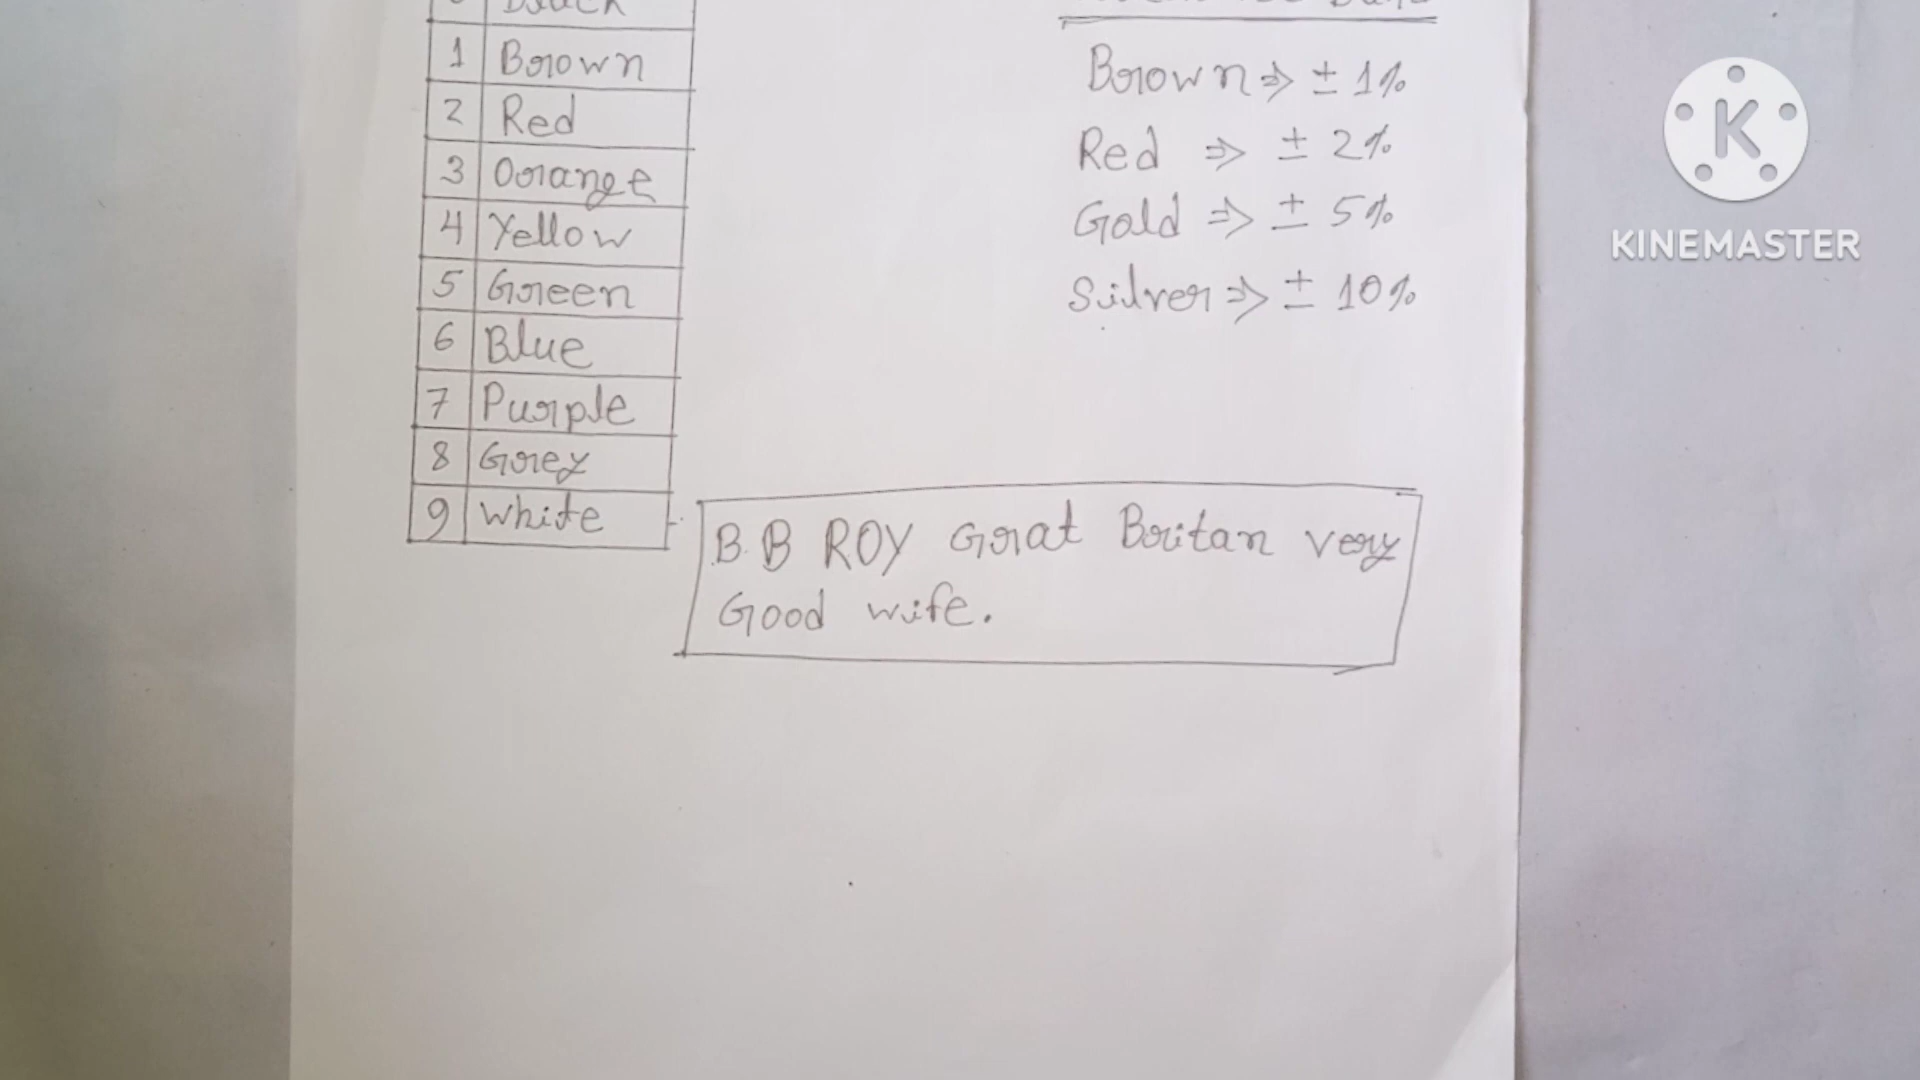 1 Brown
2 Red
3 Orange
4 Yellow
5 Green
6 Blue
7 Purple
8 Grey
9 White
Brown ⇒ ± 1%
Red ⇒ ± 2%
Gold ⇒ ± 5%
Silver ⇒ ± 10%
B.B ROY Grat Britan very
Good wife.
KINEMASTER